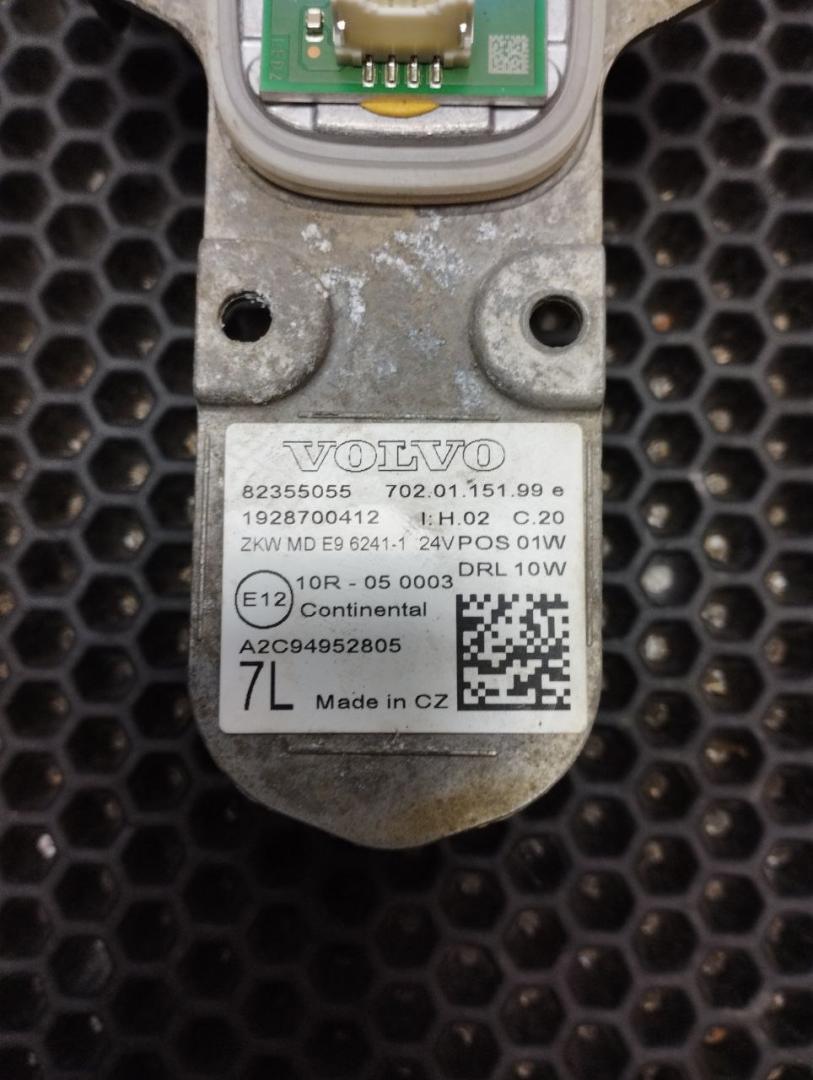 VOLVO
82355055 702.01.151.99 e
1928700412 I:H.02 C.20
ZKW MD E9 6241-1 24V POS 01W
DRL 10W
E12 10R - 05 0003
Continental
A2C94952805
7L Made in CZ